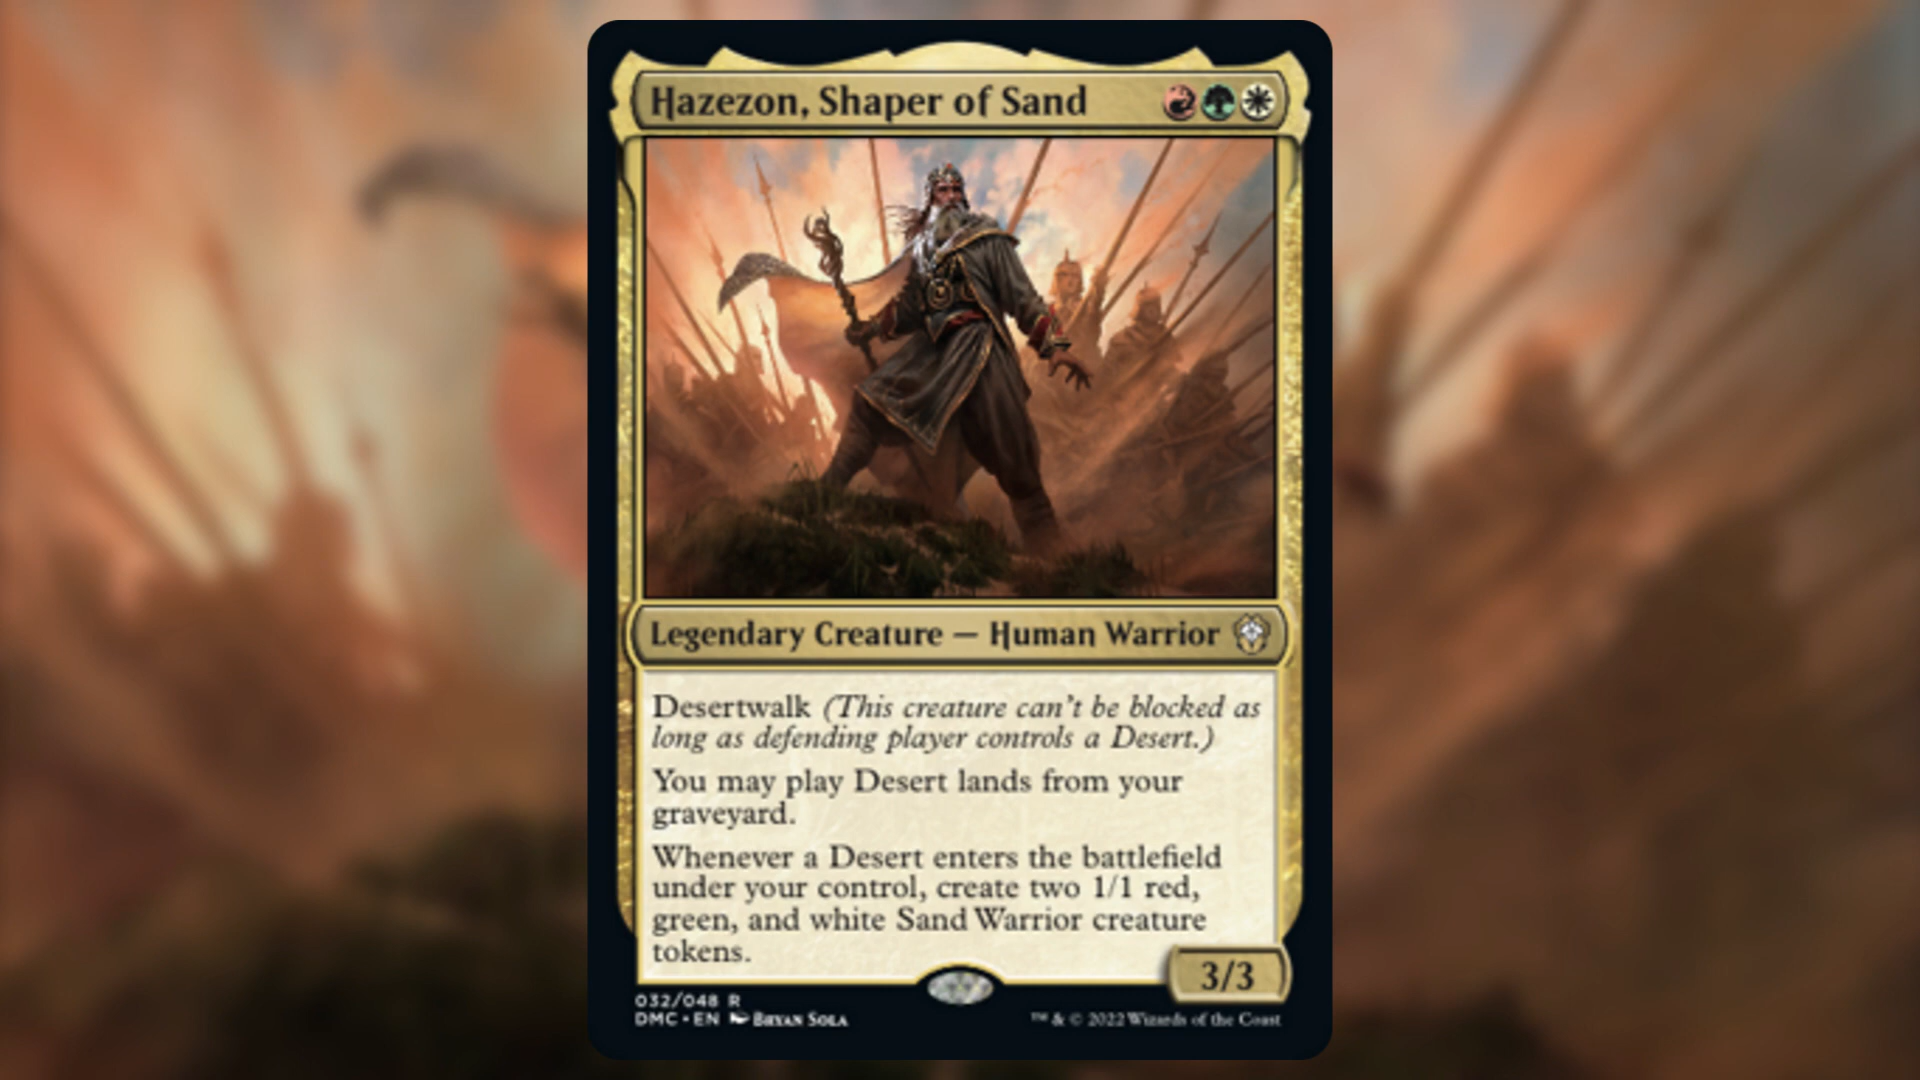 Hazezon, Shaper of Sand
Legendary Creature — Human Warrior
Desertwalk (This creature can't be blocked as
long as defending player controls a Desert.)
You may play Desert lands from your
graveyard.
Whenever a Desert enters the battlefield
under your control, create two 1/1 red,
green, and white Sand Warrior creature
tokens.
3/3
032/048 R
DMC • EN Bryan Sola
™ & © 2022 Wizards of the Coast